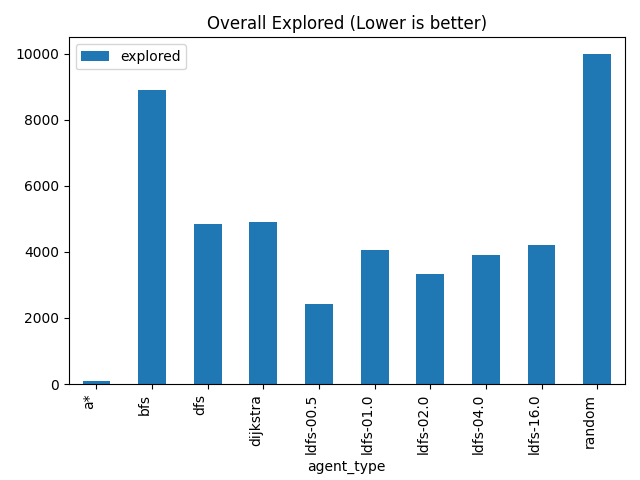 Overall Explored (Lower is better)
explored
10000
8000
6000
4000
2000
0
a*
bfs
dfs
dijkstra
ldfs-00.5
ldfs-01.0
ldfs-02.0
ldfs-04.0
ldfs-16.0
random
agent_type